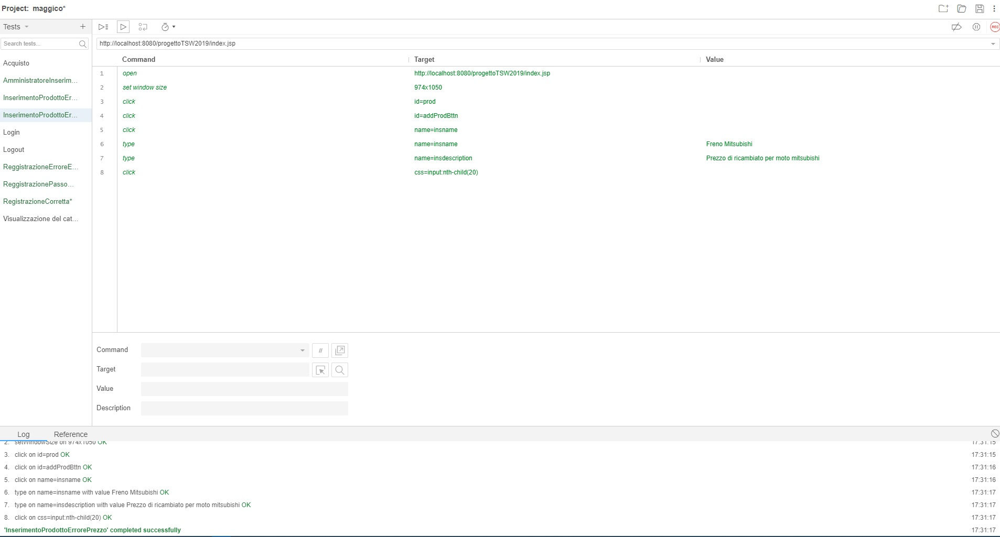 Project: maggico*
Tests
Search tests...
Acquisto
AmministratoreInserim...
InserimentoProdottoEr...
InserimentoProdottoEr...
Login
Logout
ReggistrazioneErroreE...
ReggistrazionePasso...
RegistrazioneCorretta*
Visualizzazione del cat...
REC
http://localhost:8080/progettoTSW2019/index.jsp
Command Target Value
1 open http://localhost:8080/progettoTSW2019/index.jsp
2 set window size 974x1050
3 click id=prod
4 click id=addProdBttn
5 click name=insname
6 type name=insname Freno Mitsubishi
7 type name=insdescription Prezzo di ricambiato per moto mitsubishi
8 click css=input:nth-child(20)
Command //
Target
Value
Description
Log Reference
2. setWindowSize on 974x1050 OK 17:31:15
3. click on id=prod OK 17:31:15
4. click on id=addProdBttn OK 17:31:16
5. click on name=insname OK 17:31:16
6. type on name=insname with value Freno Mitsubishi OK 17:31:17
7. type on name=insdescription with value Prezzo di ricambiato per moto mitsubishi OK 17:31:17
8. click on css=input:nth-child(20) OK 17:31:17
'InserimentoProdottoErrorePrezzo' completed successfully 17:31:17